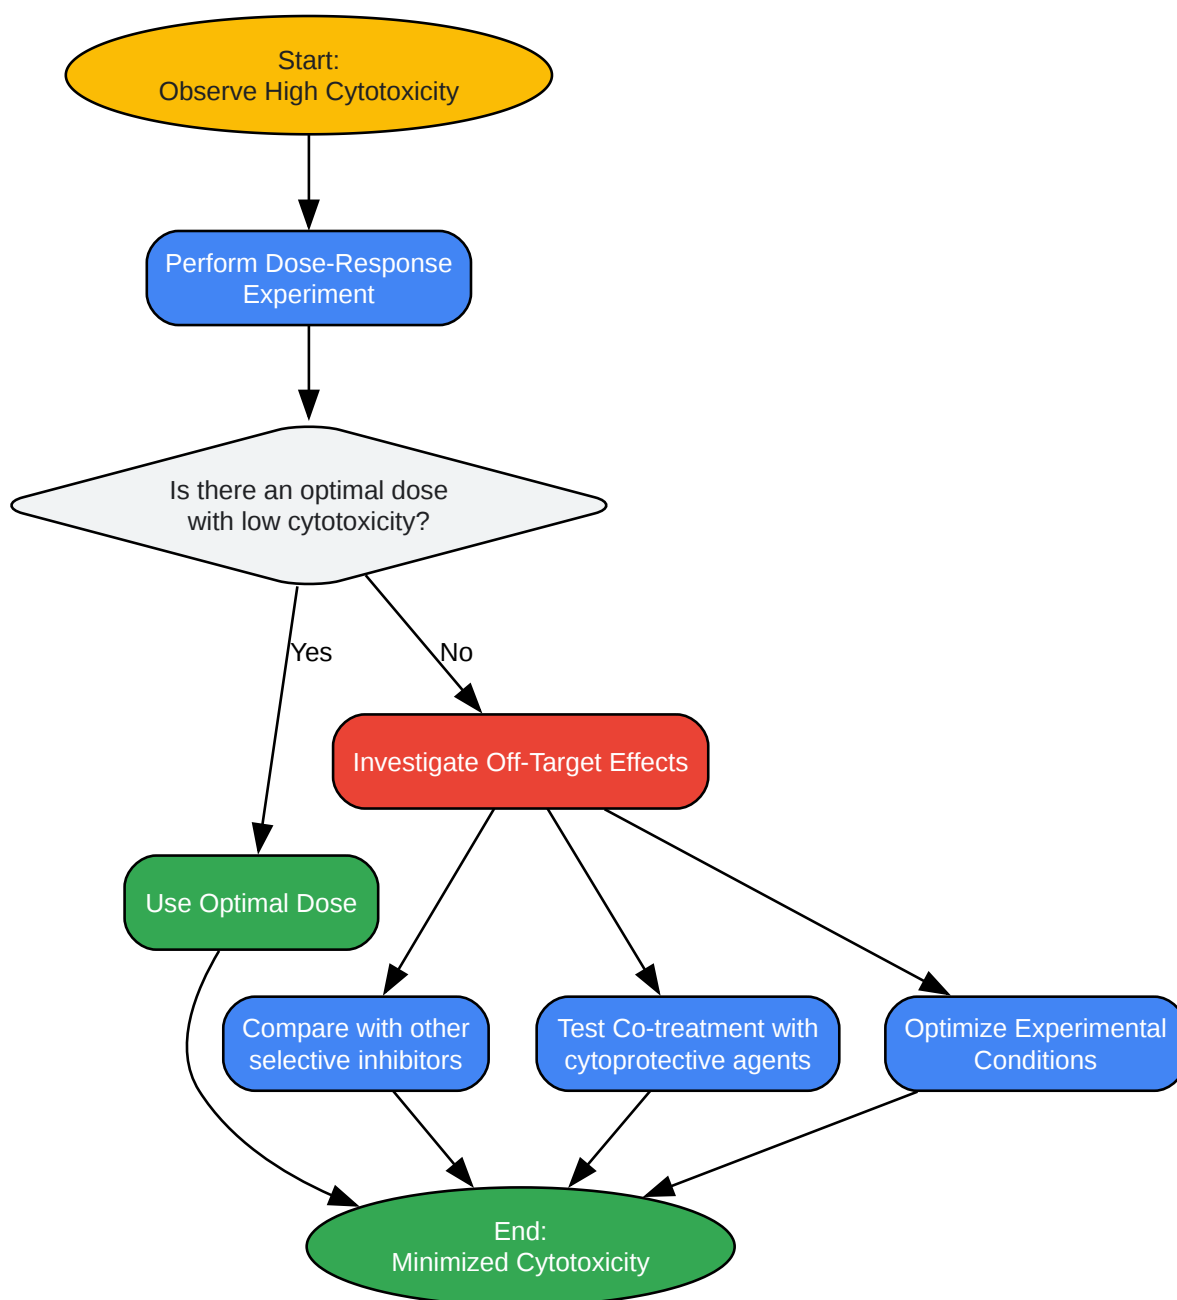 Start:
Observe High Cytotoxicity
Perform Dose-Response
Experiment
Is there an optimal dose
with low cytotoxicity?
Yes
No
Investigate Off-Target Effects
Use Optimal Dose
Compare with other
selective inhibitors
Test Co-treatment with
cytoprotective agents
Optimize Experimental
Conditions
End:
Minimized Cytotoxicity